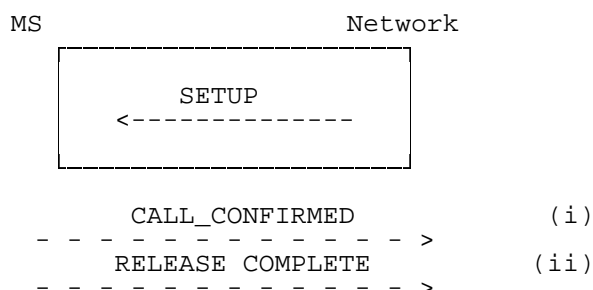 MS Network
SETUP
<--------------
CALL_CONFIRMED (i)
- - - - - - - - - - - - >
RELEASE COMPLETE (ii)
- - - - - - - - - - - - >